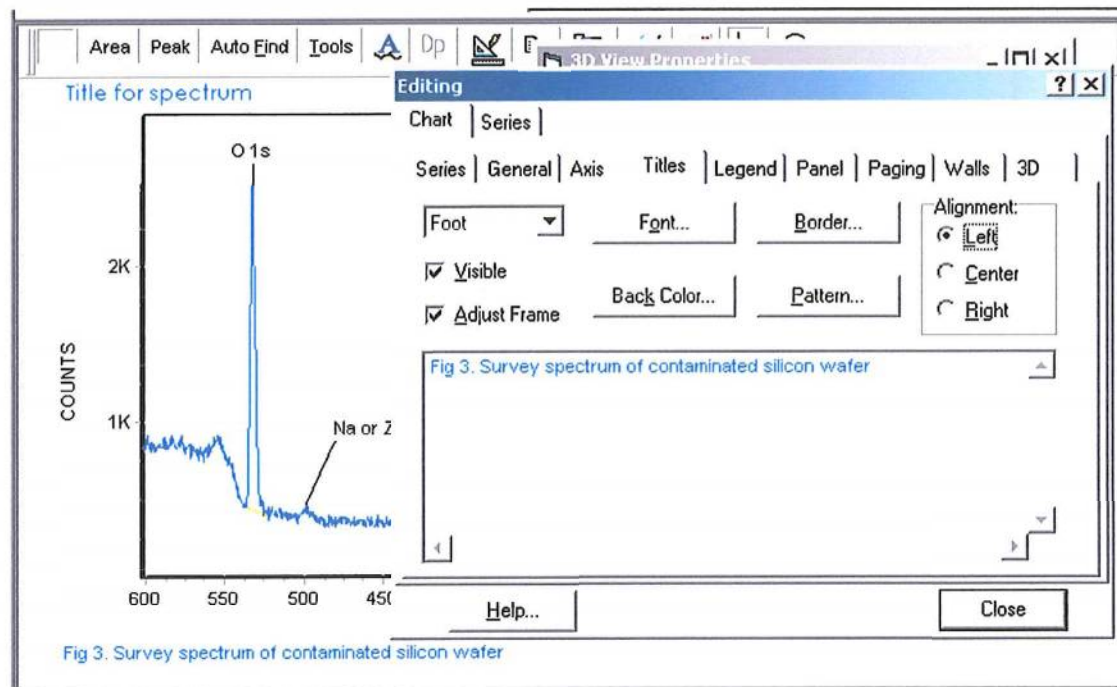 Area Peak Auto Find Tools A Dp
3D View Properties
Title for spectrum
Editing
Chart Series
Series General Axis Titles Legend Panel Paging Walls 3D
Foot Font... Border... Alignment:
Left
Visible
Center
Back Color... Pattern...
Adjust Frame Right
Fig 3. Survey spectrum of contaminated silicon wafer
O 1s
2K
COUNTS
1K
Na or
600 550 500
Help... Close
Fig 3. Survey spectrum of contaminated silicon wafer